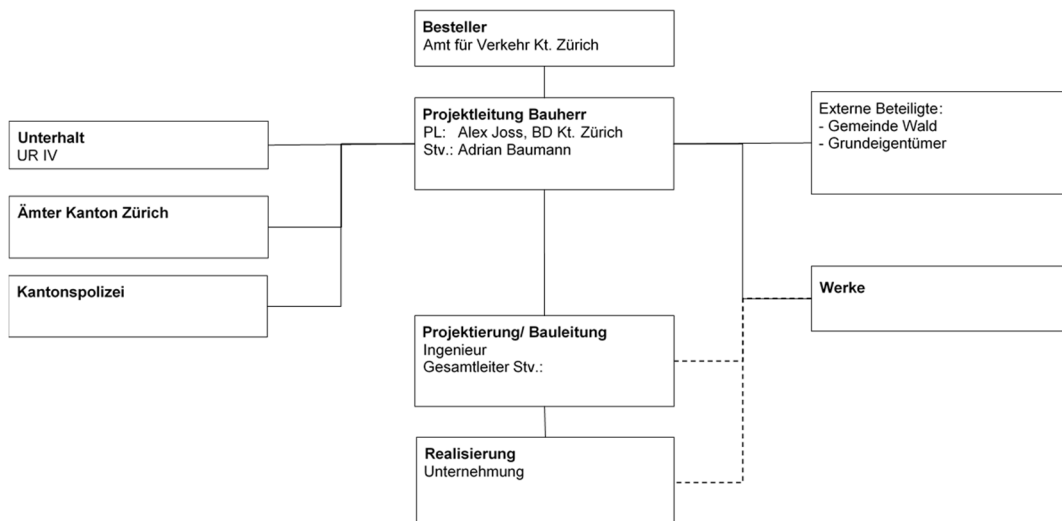 Besteller
Amt für Verkehr Kt. Zürich
Projektleitung Bauherr
PL: Alex Joss, BD Kt. Zürich
Stv.: Adrian Baumann
Unterhalt
UR IV
Ämter Kanton Zürich
Kantonspolizei
Externe Beteiligte:
- Gemeinde Wald
- Grundeigentümer
Werke
Projektierung/ Bauleitung
Ingenieur
Gesamtleiter Stv.:
Realisierung
Unternehmung